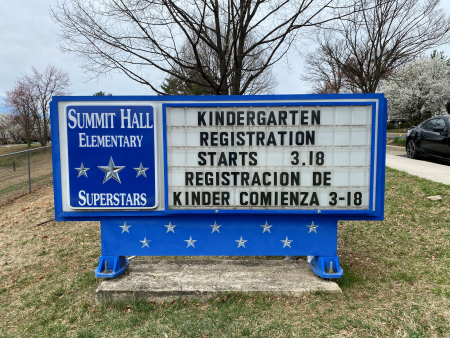 SUMMIT HALL
ELEMENTARY
SUPERSTARS
KINDERGARTEN
REGISTRATION
STARTS 3.18
REGISTRACION DE
KINDER COMIENZA 3-18